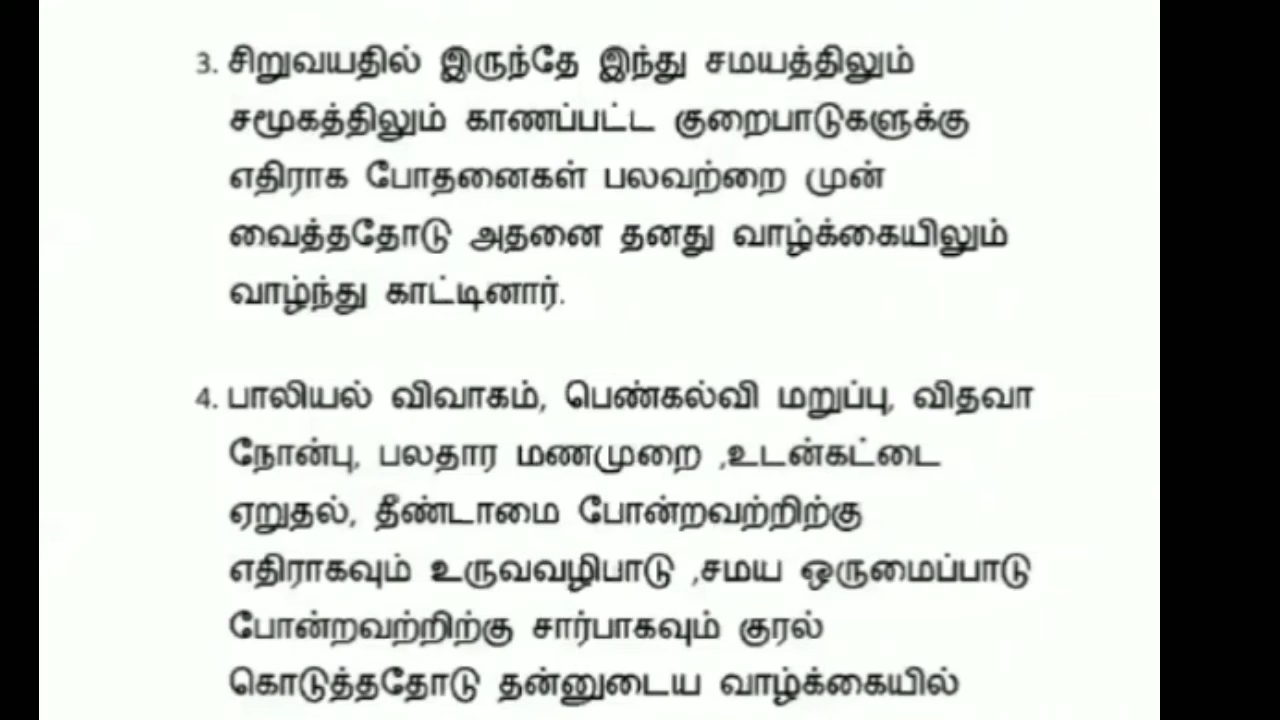 3. சிறுவயதில் இருந்தே இந்து சமயத்திலும்
சமூகத்திலும் காணப்பட்ட குறைபாடுகளுக்கு
எதிராக போதனைகள் பலவற்றை முன்
வைத்ததோடு அதனை தனது வாழ்க்கையிலும்
வாழ்ந்து காட்டினார்.
4. பாலியல் விவாகம், பெண்கல்வி மறுப்பு, விதவா
நோன்பு, பலதார மணமுறை ,உடன்கட்டை
ஏறுதல், தீண்டாமை போன்றவற்றிற்கு
எதிராகவும் உருவவழிபாடு ,சமய ஒருமைப்பாடு
போன்றவற்றிற்கு சார்பாகவும் குரல்
கொடுத்ததோடு தன்னுடைய வாழ்க்கையில்